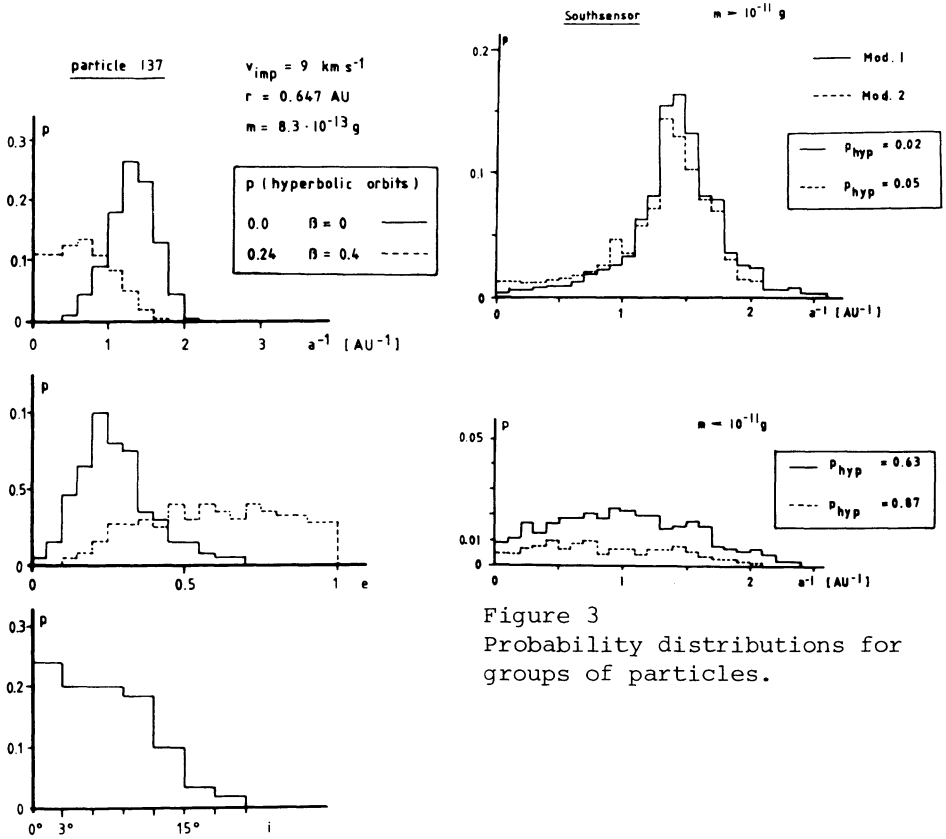 particle 137
v_imp = 9 km s⁻¹
r = 0.647 AU
m = 8.3·10⁻¹³ g
p
0.3
0.2
0.1
0
p (hyperbolic orbits)
0.0 ß = 0
0.24 ß = 0.4
0 1 2 3 a⁻¹ [AU⁻¹]
p
0.1
0.5
0
0 0.5 1 e
p
0.3
0.2
0.1
0
0° 3° 15° i
Southsensor
m > 10⁻¹¹ g
p
0.2
0.1
0
Mod. 1
Mod. 2
P_hyp = 0.02
P_hyp = 0.05
0 1 2 a⁻¹ [AU⁻¹]
m < 10⁻¹¹ g
p
0.05
0.01
0
P_hyp = 0.63
P_hyp = 0.87
0 1 2 a⁻¹ [AU⁻¹]
Figure 3
Probability distributions for
groups of particles.